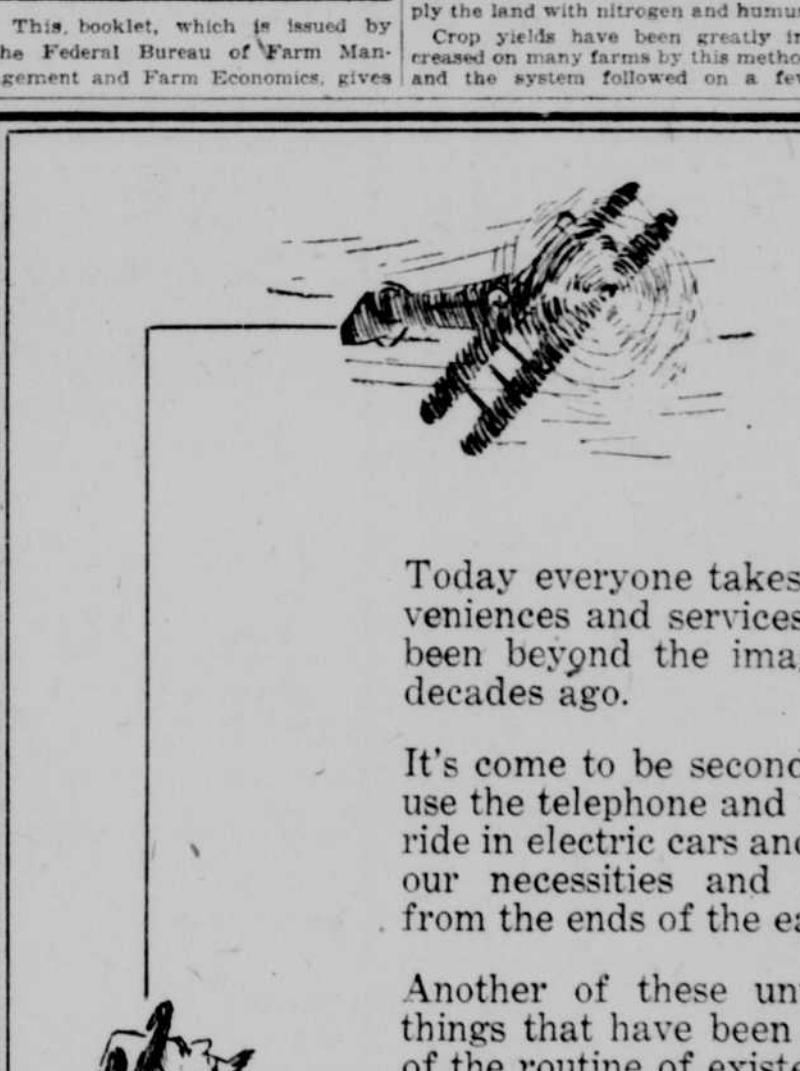 This, booklet, which is issued by
he Federal Bureau of Farm Man-
gement and Farm Economics, gives
ply the land with nitrogen and humus
Crop yields have been greatly in
creased on many farms by this metho
and the system followed on a fe
Today everyone takes
veniences and services
been beyond the ima
decades ago.
It's come to be second
use the telephone and
ride in electric cars and
our necessities and
from the ends of the ea
Another of these un
things that have been
of the routine of existe